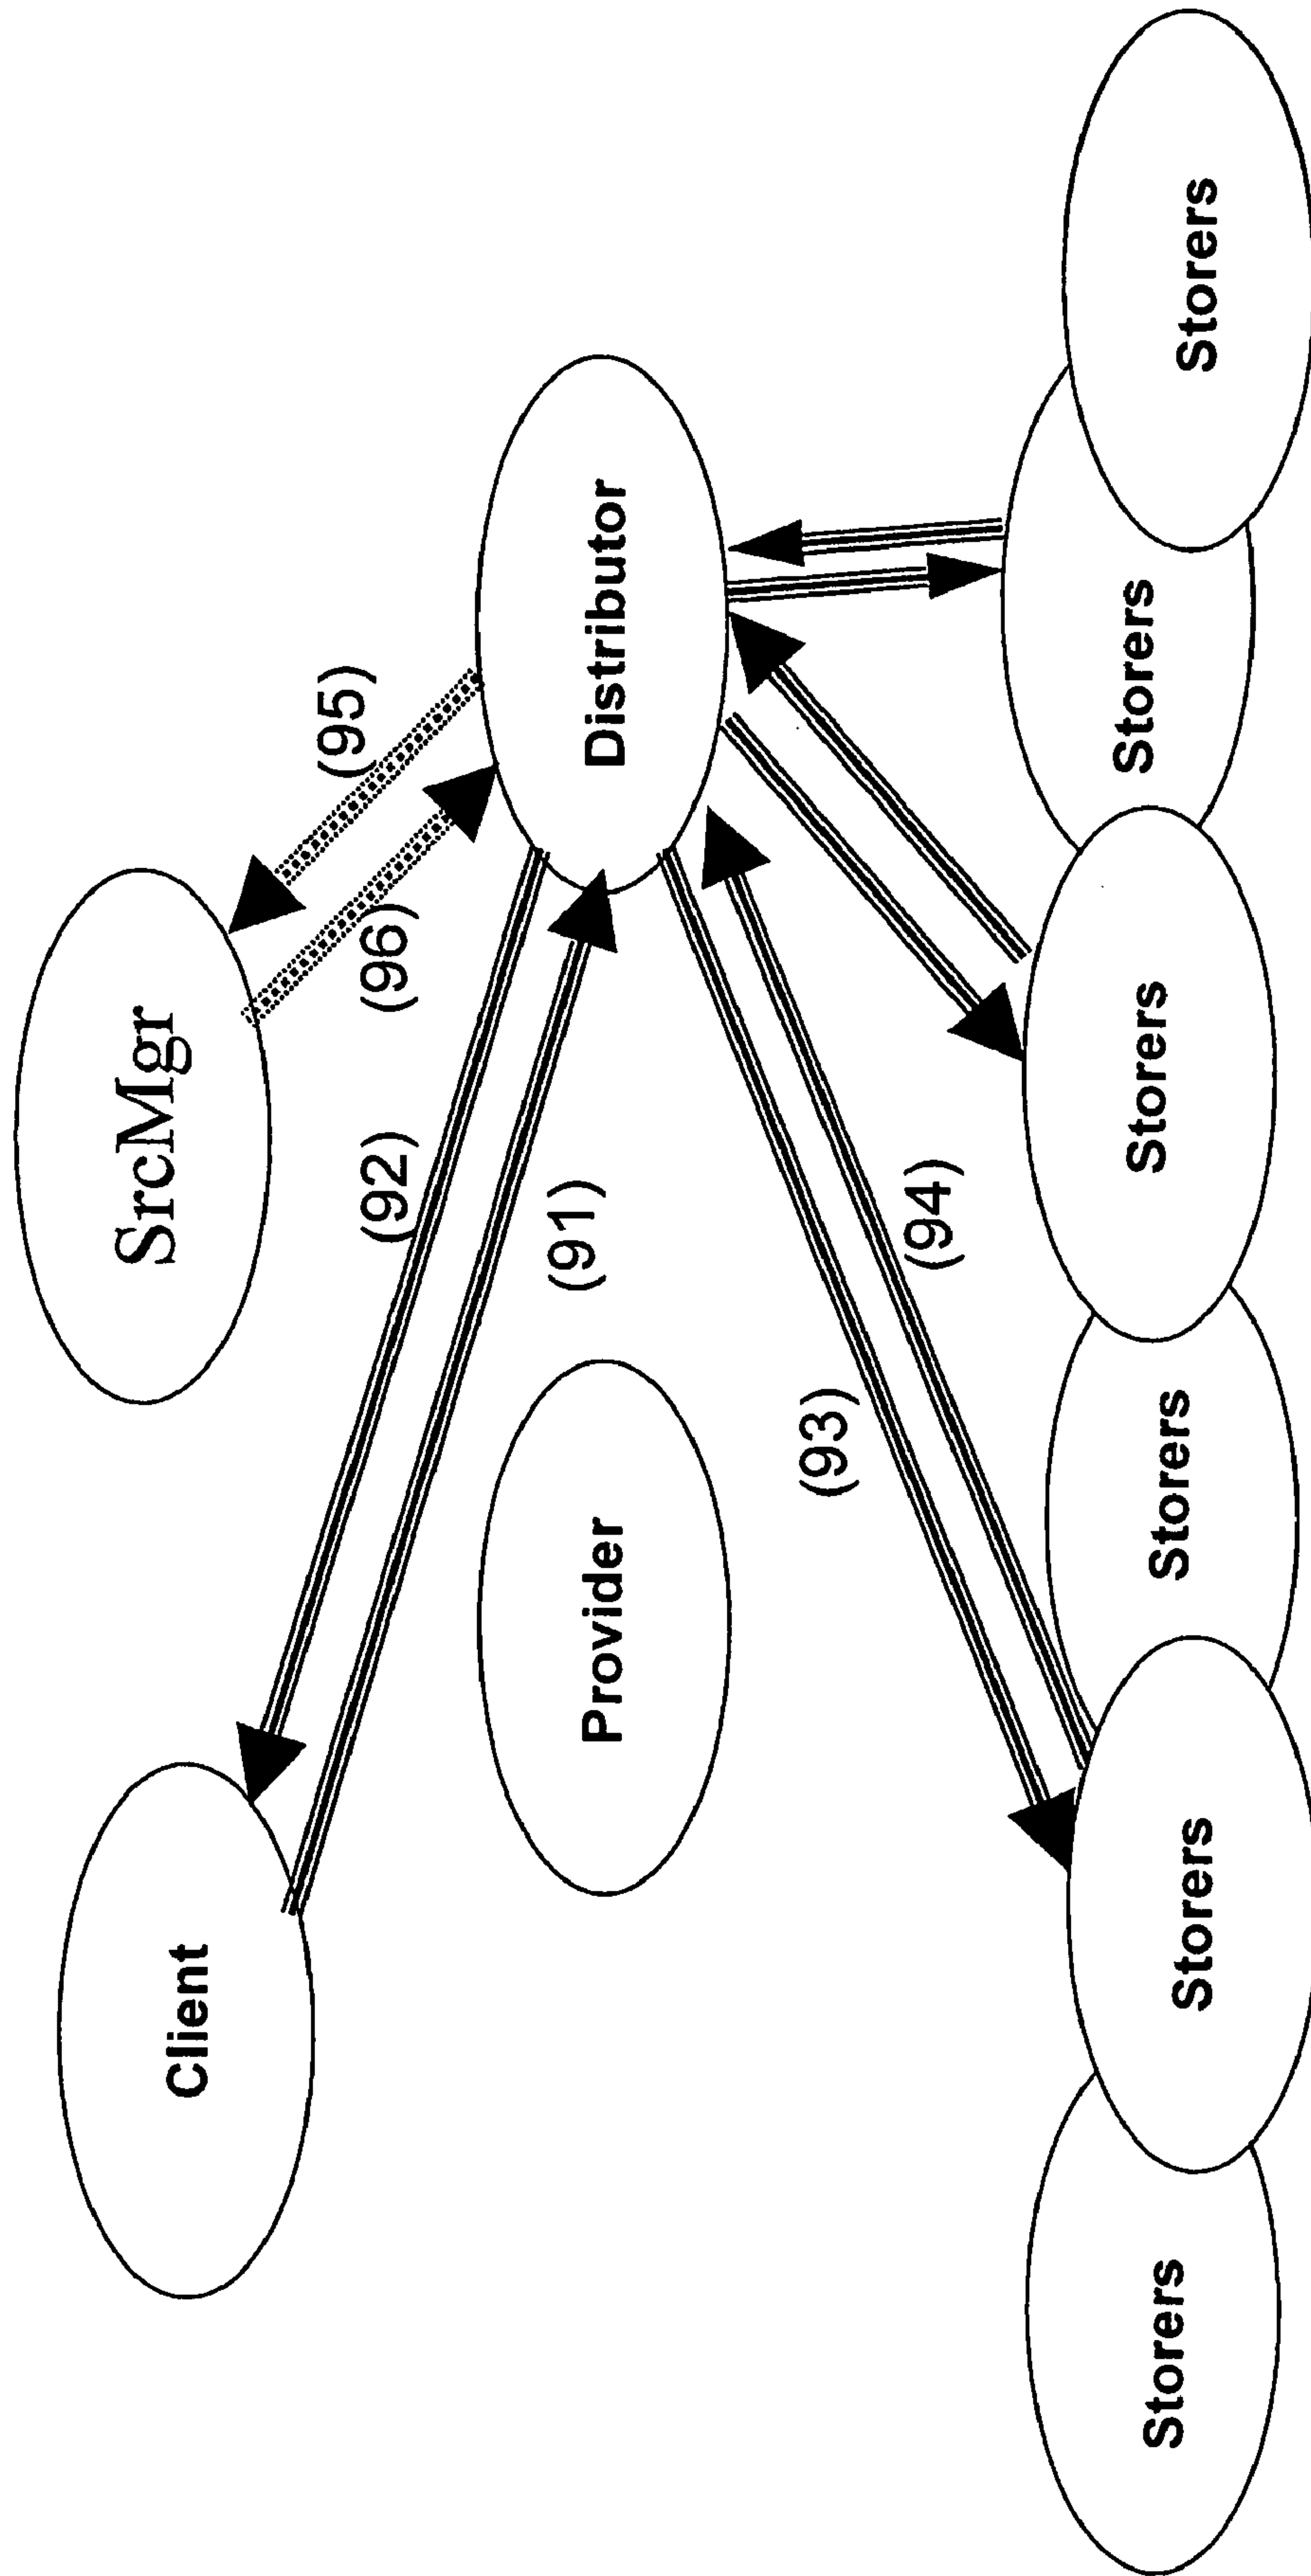 SrcMgr
Client
(95)
(92)
(96)
(91)
Provider
Distributor
(93)
(94)
Storers
Storers
Storers
Storers
Storers
Storers